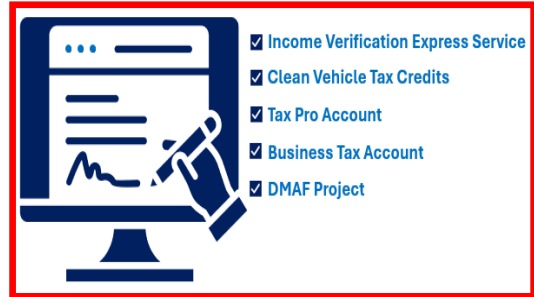 Income Verification Express Service
Clean Vehicle Tax Credits
Tax Pro Account
Business Tax Account
DMAF Project